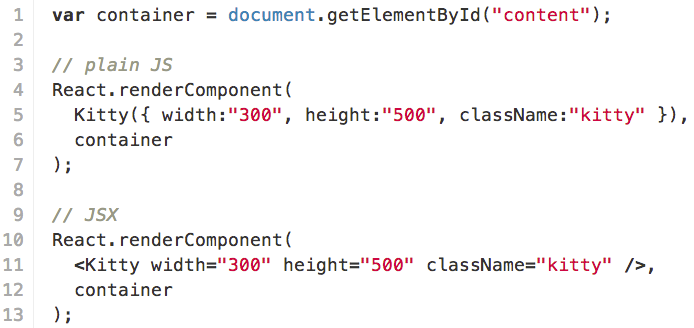 1 var container = document.getElementById("content");
2
3 // plain JS
4 React.renderComponent(
5   Kitty({ width:"300", height:"500", className:"kitty" }),
6   container
7 );
8
9 // JSX
10 React.renderComponent(
11   <Kitty width="300" height="500" className="kitty" />,
12   container
13 );